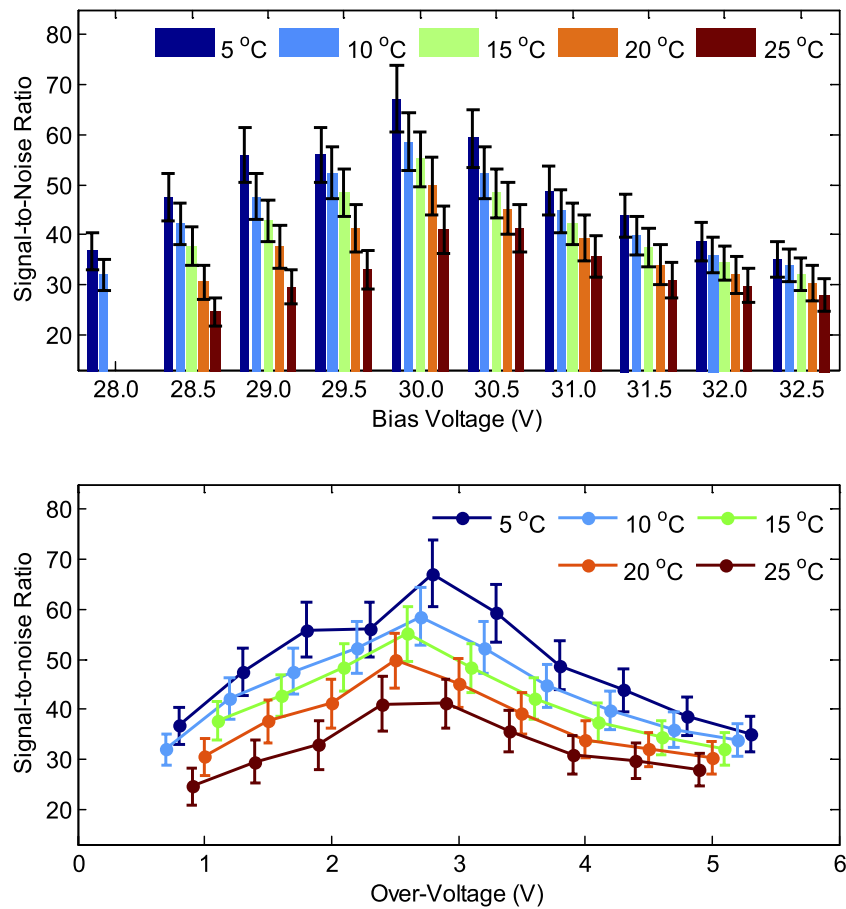 80
5 °C 10 °C 15 °C 20 °C 25 °C
70
60
50
40
30
20
Signal-to-Noise Ratio
28.0 28.5 29.0 29.5 30.0 30.5 31.0 31.5 32.0 32.5
Bias Voltage (V)
80
5 °C 10 °C 15 °C
70
20 °C 25 °C
60
50
40
30
20
Signal-to-noise Ratio
0 1 2 3 4 5 6
Over-Voltage (V)